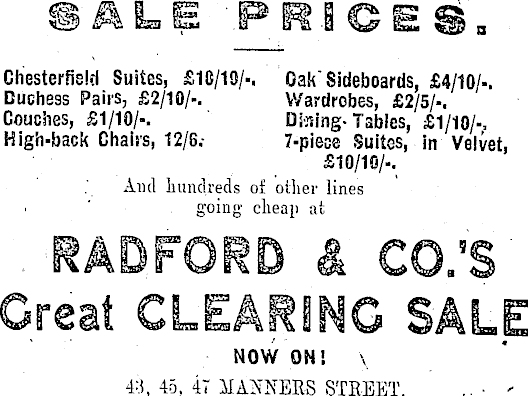 SALE PRICES.
Chesterfield Suites, £10/10/-.
Duchess Pairs, £2/10/-.
Couches, £1/10/-.
High-back Chairs, 12/6.
Oak Sideboards, £4/10/-.
Wardrobes, £2/5/-.
Dining-Tables, £1/10/-,
7-piece Suites, in Velvet,
£10/10/-.
And hundreds of other lines
going cheap at
RADFORD & CO.'S
Great CLEARING SALE
NOW ON!
43, 45, 47 MANNERS STREET.